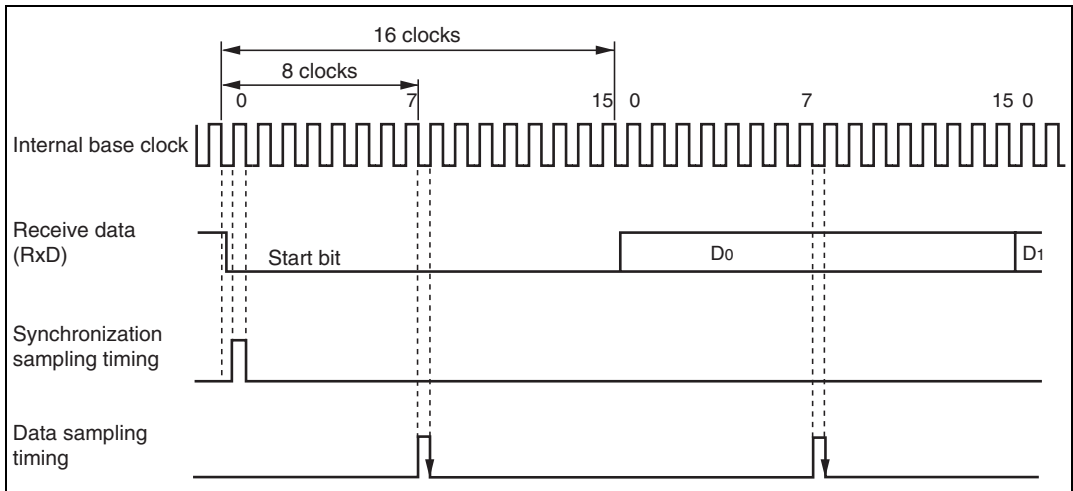 16 clocks
8 clocks
0 7 15 0 7 15 0
Internal base clock
Receive data
(RxD)
Start bit D0 D1
Synchronization
sampling timing
Data sampling
timing